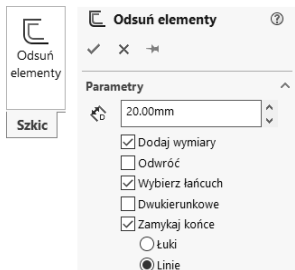 Odsuń
elementy
Szkic
Odsuń elementy
Parametry
20.00mm
Dodaj wymiary
Odwróć
Wybierz łańcuch
Dwukierunkowe
Zamykaj końce
Łuki
Linie